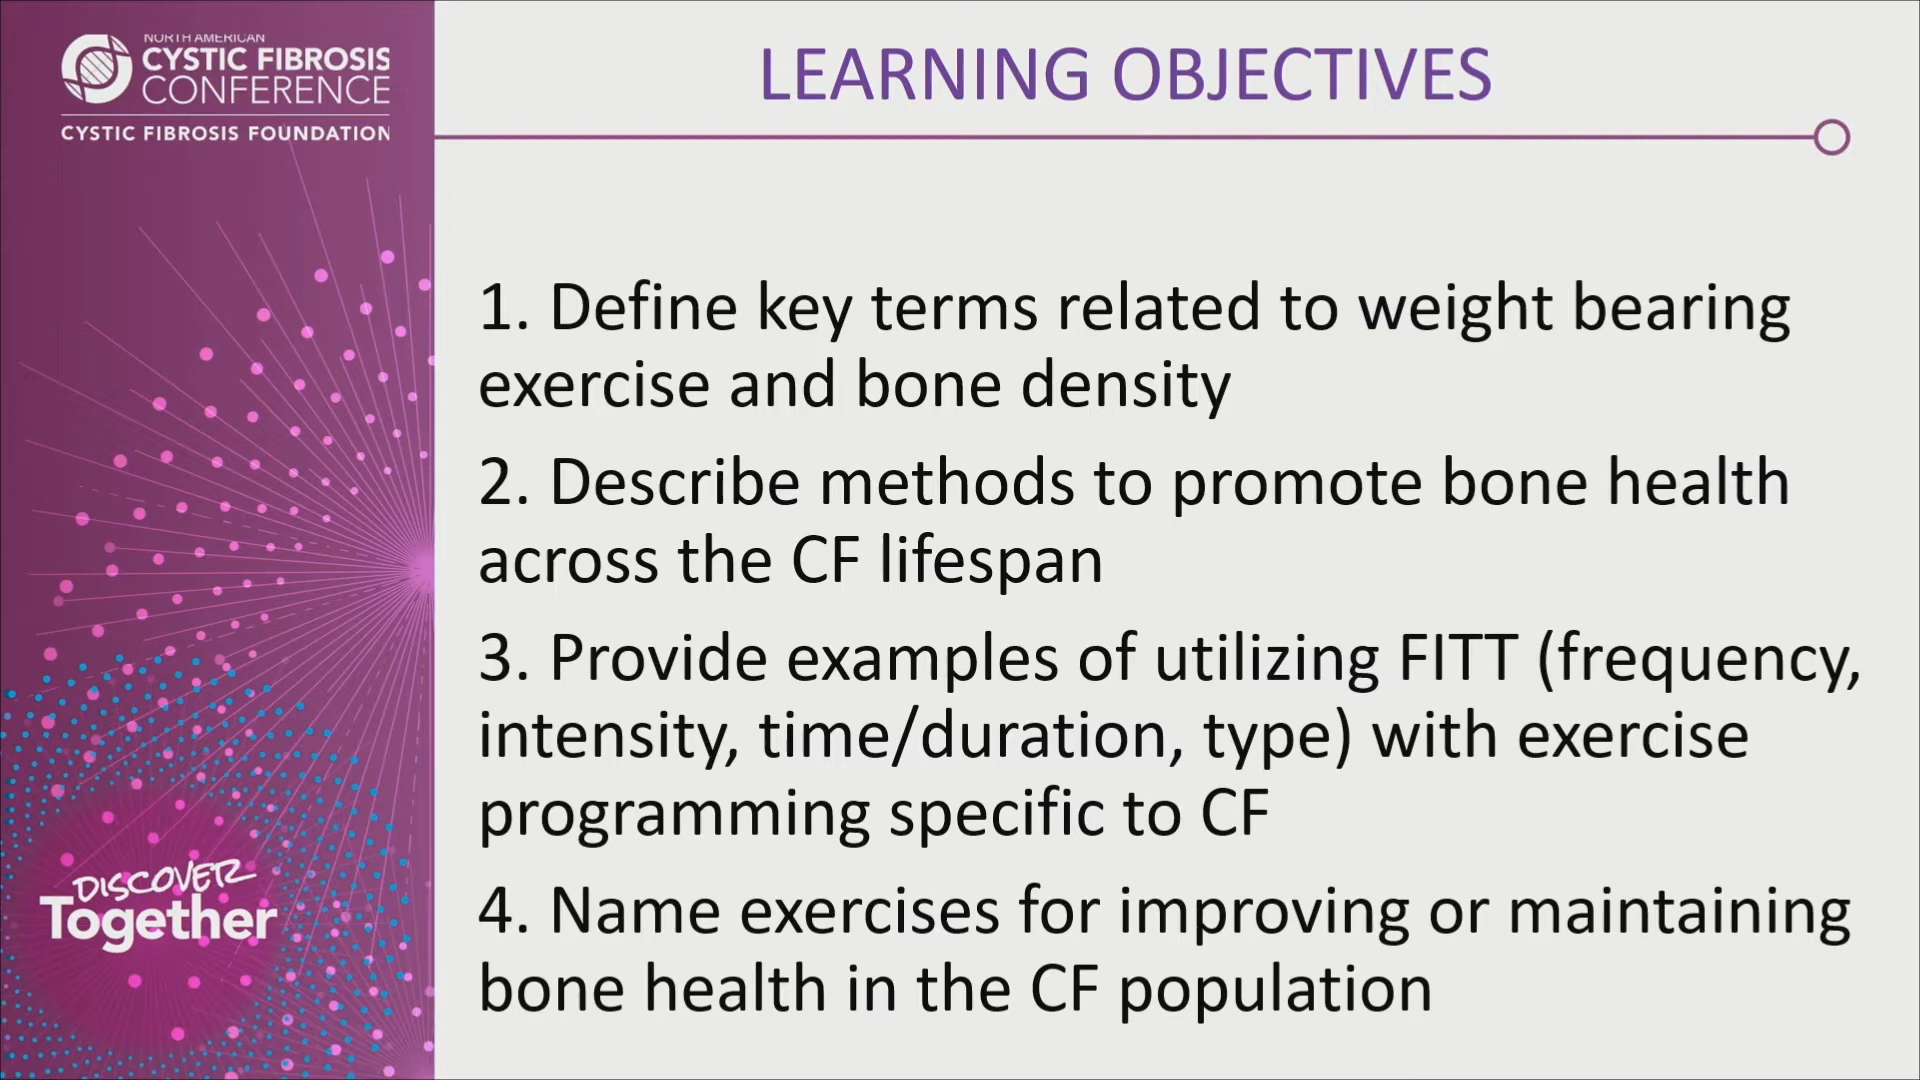 NORTH AMERICAN
CYSTIC FIBROSIS
CONFERENCE
CYSTIC FIBROSIS FOUNDATION
LEARNING OBJECTIVES
1. Define key terms related to weight bearing
exercise and bone density
2. Describe methods to promote bone health
across the CF lifespan
3. Provide examples of utilizing FITT (frequency,
intensity, time/duration, type) with exercise
programming specific to CF
4. Name exercises for improving or maintaining
bone health in the CF population
DISCOVER
Together